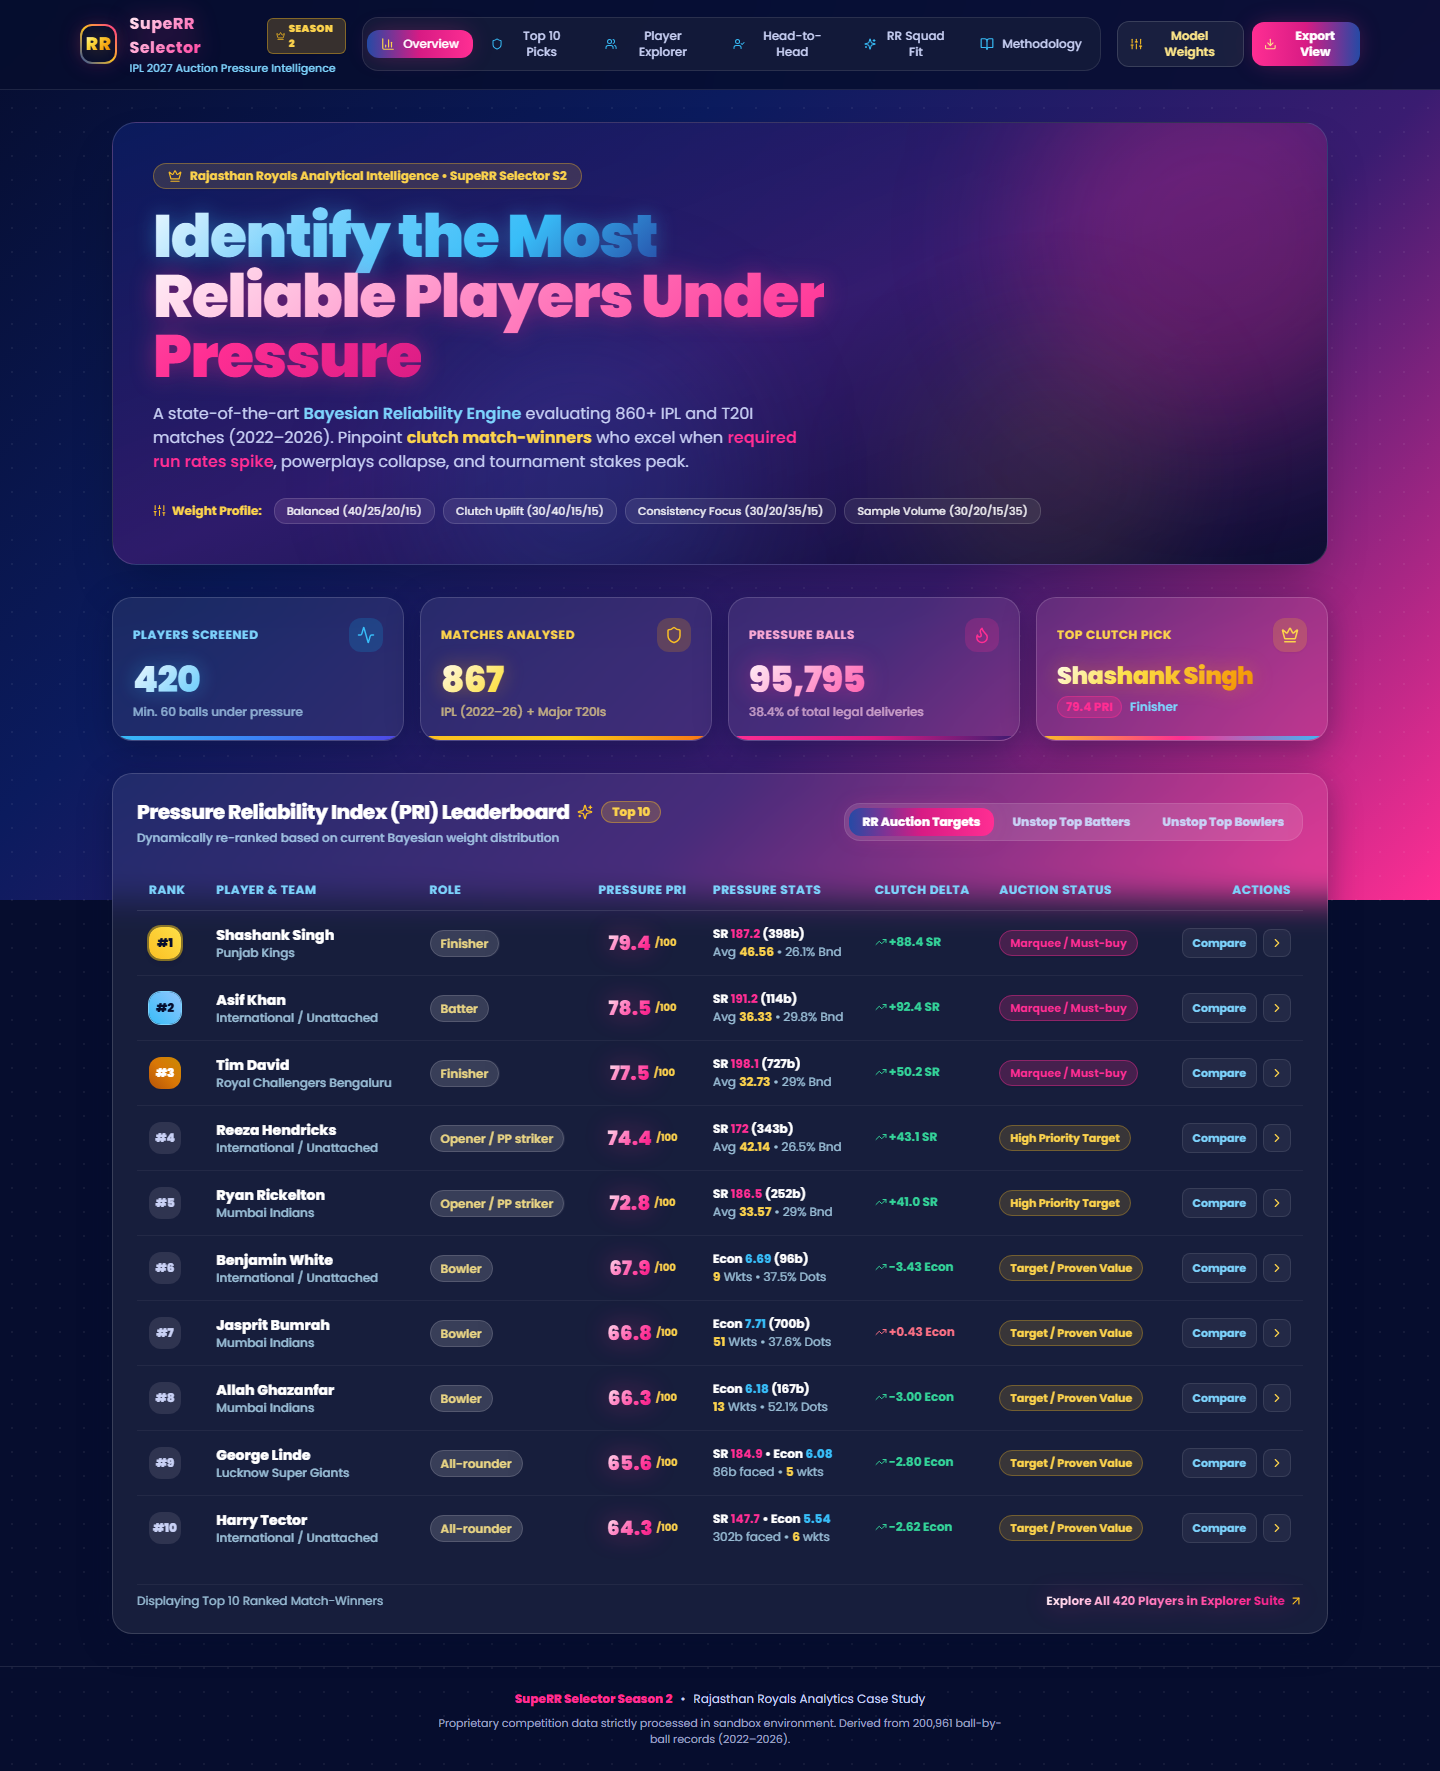 RR
SupeRR
Selector
IPL 2027 Auction Pressure Intelligence
SEASON
2
Overview
Top 10
Picks
Player
Explorer
Head-to-
Head
RR Squad
Fit
Methodology
Model
Weights
Export
View
Rajasthan Royals Analytical Intelligence • SupeRR Selector S2
Identify the Most
Reliable Players Under
Pressure
A state-of-the-art Bayesian Reliability Engine evaluating 860+ IPL and T20I
matches (2022–2026). Pinpoint clutch match-winners who excel when required
run rates spike, powerplays collapse, and tournament stakes peak.
Weight Profile:
Balanced (40/25/20/15)
Clutch Uplift (30/40/15/15)
Consistency Focus (30/20/35/15)
Sample Volume (30/20/15/35)
PLAYERS SCREENED
420
Min. 60 balls under pressure
MATCHES ANALYSED
867
IPL (2022–26) + Major T20Is
PRESSURE BALLS
95,795
38.4% of total legal deliveries
TOP CLUTCH PICK
Shashank Singh
79.4 PRI Finisher
Pressure Reliability Index (PRI) Leaderboard
Top 10
Dynamically re-ranked based on current Bayesian weight distribution
RR Auction Targets
Unstop Top Batters
Unstop Top Bowlers
RANK PLAYER & TEAM ROLE PRESSURE PRI PRESSURE STATS CLUTCH DELTA AUCTION STATUS ACTIONS
#1 Shashank Singh Finisher 79.4 /100 SR 187.2 (398b) +88.4 SR Marquee / Must-buy Compare
Punjab Kings Avg 46.56 • 26.1% Bnd
#2 Asif Khan Batter 78.5 /100 SR 191.2 (114b) +92.4 SR Marquee / Must-buy Compare
International / Unattached Avg 36.33 • 29.8% Bnd
#3 Tim David Finisher 77.5 /100 SR 198.1 (727b) +50.2 SR Marquee / Must-buy Compare
Royal Challengers Bengaluru Avg 32.73 • 29% Bnd
#4 Reeza Hendricks Opener / PP striker 74.4 /100 SR 172 (343b) +43.1 SR High Priority Target Compare
International / Unattached Avg 42.14 • 26.5% Bnd
#5 Ryan Rickelton Opener / PP striker 72.8 /100 SR 186.5 (252b) +41.0 SR High Priority Target Compare
Mumbai Indians Avg 33.57 • 29% Bnd
#6 Benjamin White Bowler 67.9 /100 Econ 6.69 (96b) -3.43 Econ Target / Proven Value Compare
International / Unattached 9 Wkts • 37.5% Dots
#7 Jasprit Bumrah Bowler 66.8 /100 Econ 7.71 (700b) +0.43 Econ Target / Proven Value Compare
Mumbai Indians 51 Wkts • 37.6% Dots
#8 Allah Ghazanfar Bowler 66.3 /100 Econ 6.18 (167b) -3.00 Econ Target / Proven Value Compare
Mumbai Indians 13 Wkts • 52.1% Dots
#9 George Linde All-rounder 65.6 /100 SR 184.9 • Econ 6.08 -2.80 Econ Target / Proven Value Compare
Lucknow Super Giants 86b faced • 5 wkts
#10 Harry Tector All-rounder 64.3 /100 SR 147.7 • Econ 5.54 -2.62 Econ Target / Proven Value Compare
International / Unattached 302b faced • 6 wkts
Displaying Top 10 Ranked Match-Winners
Explore All 420 Players in Explorer Suite
SupeRR Selector Season 2 • Rajasthan Royals Analytics Case Study
Proprietary competition data strictly processed in sandbox environment. Derived from 200,961 ball-by-
ball records (2022–2026).